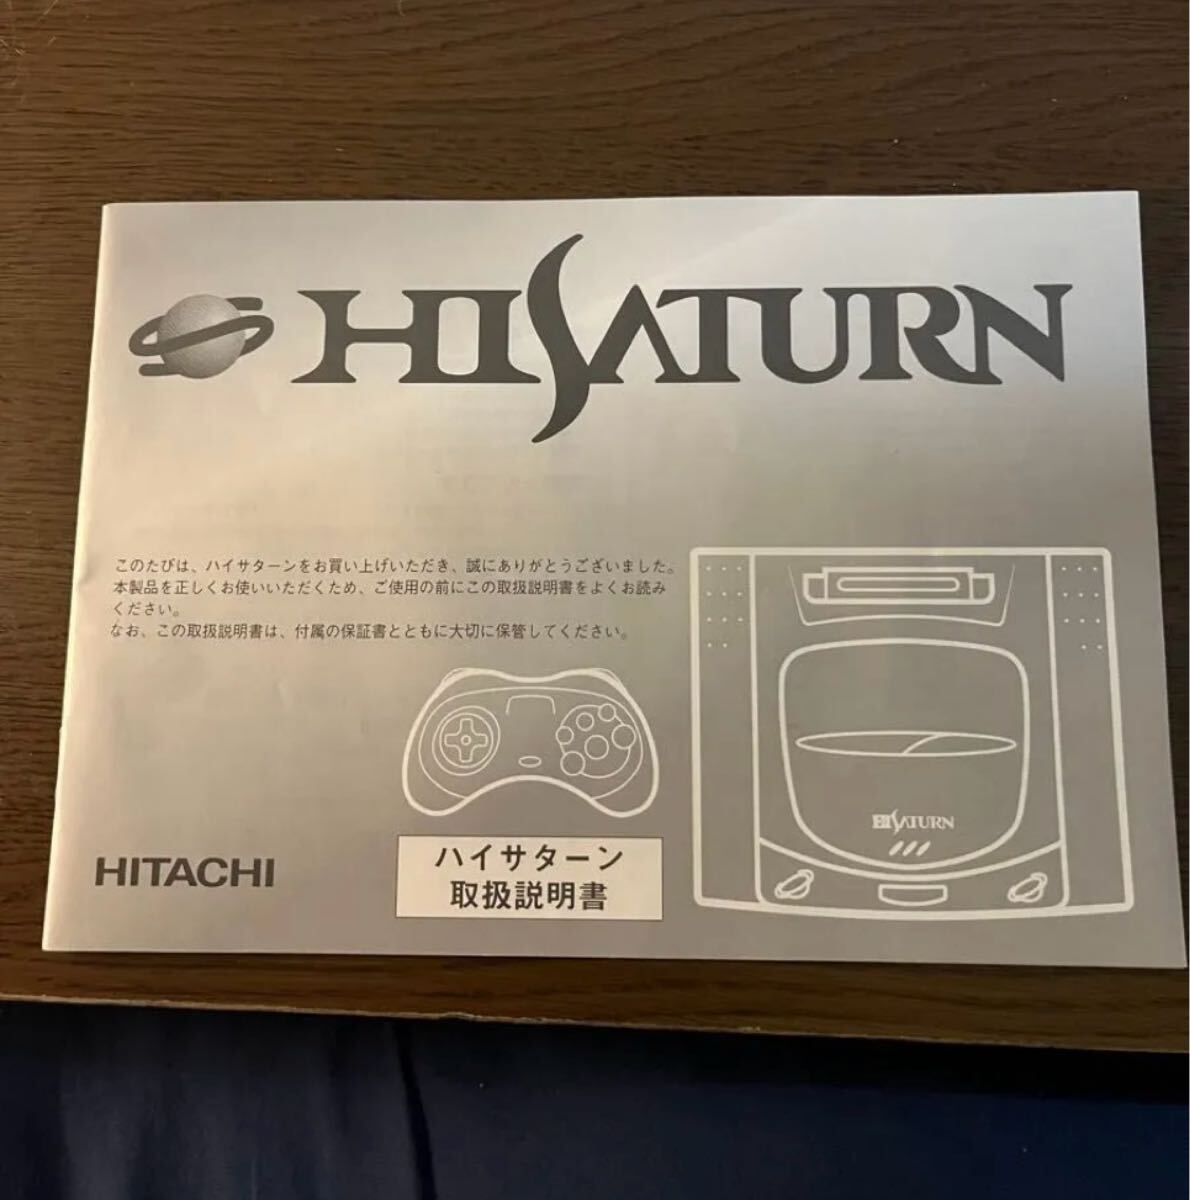 HISATURN
このたびは、ハイサターンをお買い上げいただき、誠にありがとうございました。
本製品を正しくお使いいただくため、ご使用の前にこの取扱説明書をよくお読み
ください。
なお、この取扱説明書は、付属の保証書とともに大切に保管してください。
HISATURN
HITACHI
ハイサターン
取扱説明書